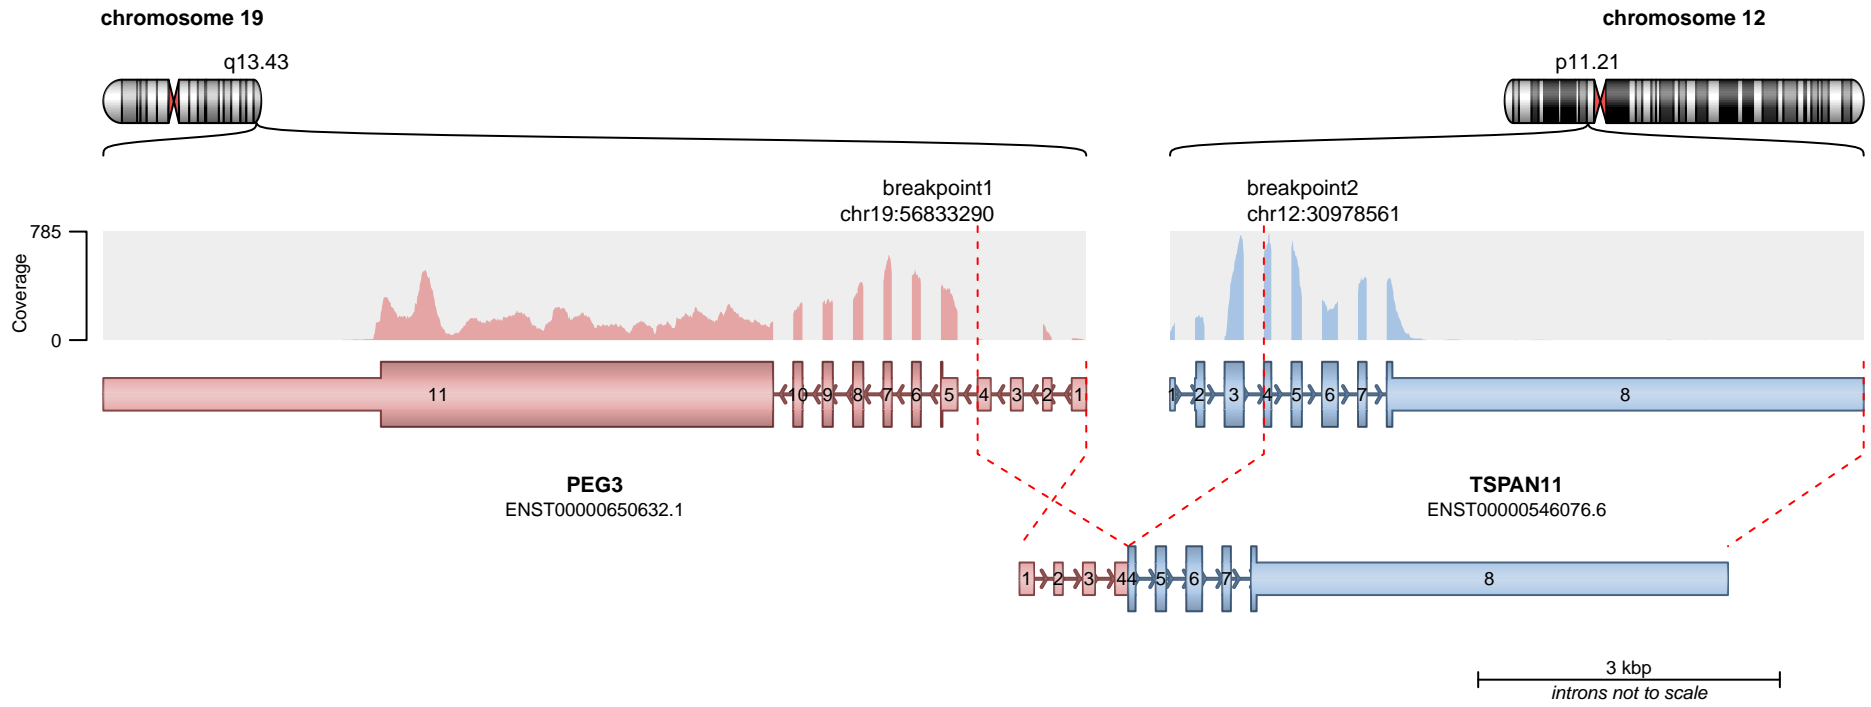 chromosome 19
chromosome 12
q13.43
p11.21
breakpoint1
chr19:56833290
breakpoint2
chr12:30978561
785
0
Coverage
11 10 9 8 7 6 5 4 3 2 1
1 2 3 4 5 6 7 8
PEG3
ENST00000650632.1
TSPAN11
ENST00000546076.6
1 2 3 4 4 5 6 7 8
3 kbp
introns not to scale